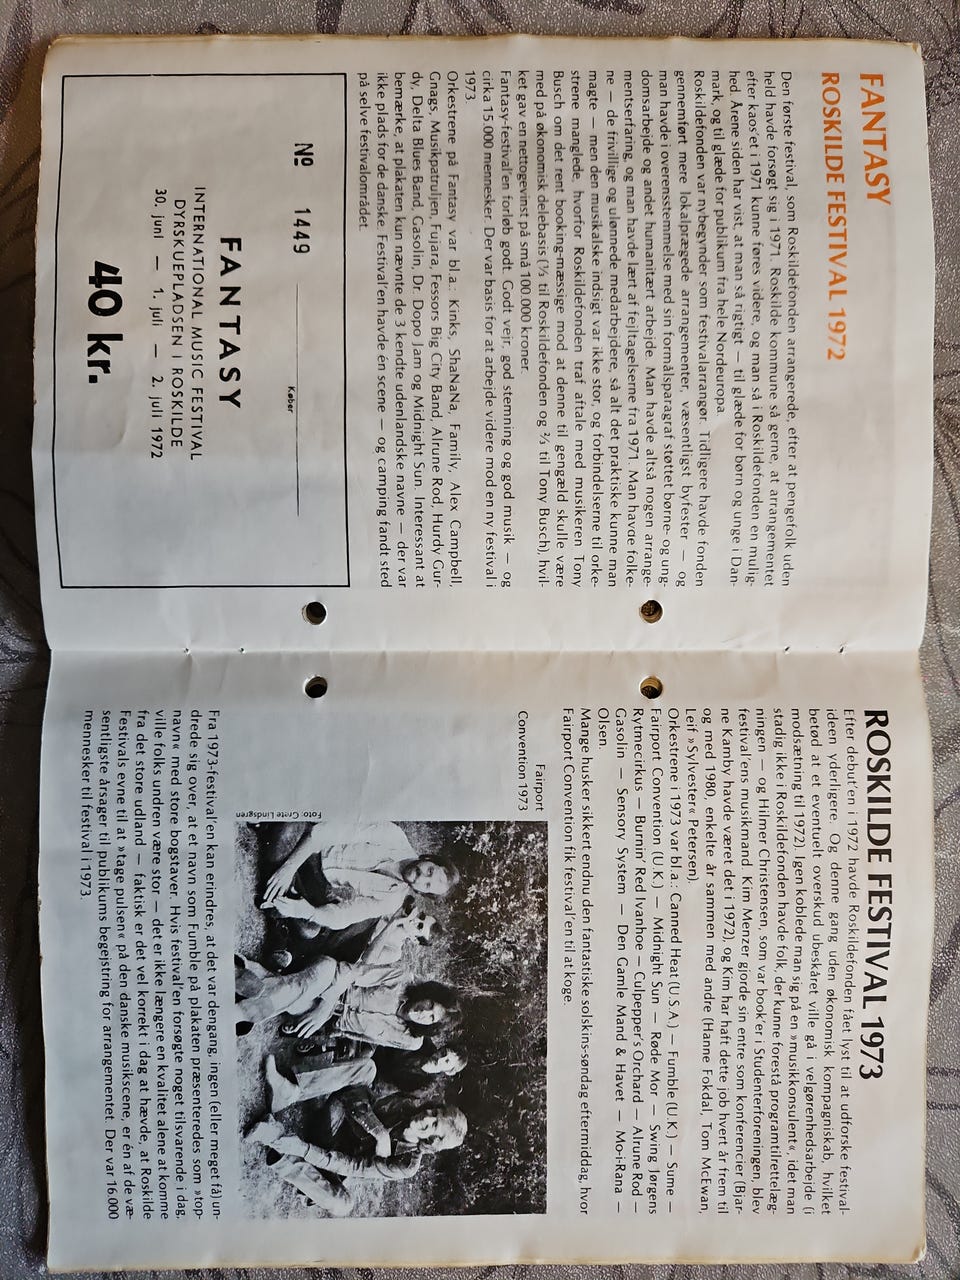 FANTASY
ROSKILDE FESTIVAL 1972
Den første festival, som Roskildefonden arrangerede, efter at pengefolk uden
held havde forsøgt sig i 1971. Roskilde kommune så gerne, at arrangementet
efter kaos'et i 1971 kunne føres videre, og man så i Roskildefonden en mulig-
hed. Årene siden har vist, at man så rigtigt — til glæde for børn og unge i Dan-
mark, og til glæde for publikum fra hele Nordeuropa.
Roskildefonden var nybegynder som festivalarrangør. Tidligere havde fonden
gennemført mere lokalprægede arrangementer, væsentligst byfester — og
man havde i overensstemmelse med sin formålsparagraf støttet børne- og ung-
domsarbejde og andet humanitært arbejde. Man havde altså nogen arrange-
mentserfaring, og man havde lært af fejltagelserne fra 1971. Man havde folke-
ne — de frivillige og ulønnede medarbejdere, så alt det praktiske kunne man
magte — men den musikalske indsigt var ikke stor, og forbindelserne til orke-
strene manglede, hvorfor Roskildefonden traf aftale med musikeren Tony
Busch om det rent booking-mæssige mod at denne til gengæld skulle være
med på økonomisk delebasis (⅓ til Roskildefonden og ⅔ til Tony Busch), hvil-
ket gav en nettogevinst på små 100.000 kroner.
Fantasy-festival'en forløb godt. Godt vejr, god stemning og god musik — og
cirka 15.000 mennesker. Der var basis for at arbejde videre mod en ny festival i
1973.
Orkestrene på Fantasy var bl.a.: Kinks, ShaNaNa, Family, Alex Campbell,
Gnags, Musikpatruljen, Fujara, Fessors Big City Band, Alrune Rod, Hurdy Gur-
dy, Delta Blues Band, Gasolin, Dr. Dopo Jam og Midnight Sun. Interessant at
bemærke, at plakaten kun nævnte de 3 kendte udenlandske navne — der var
ikke plads for de danske. Festival'en havde én scene — og camping fandt sted
på selve festivalområdet.
Nº 1449
Køber
FANTASY
INTERNATIONAL MUSIC FESTIVAL
DYRSKUEPLADSEN I ROSKILDE
30. juni — 1. juli — 2. juli 1972
40 kr.
ROSKILDE FESTIVAL 1973
Efter debut'en i 1972 havde Roskildefonden fået lyst til at udforske festival-
ideen yderligere. Og denne gang uden økonomisk kompagniskab, hvilket
betød at et eventuelt overskud ubeskåret ville gå i velgørenhedsarbejde (i
modsætning til 1972). Igen koblede man sig på en »musikkonsulent«, idet man
stadig ikke i Roskildefonden havde folk, der kunne forestå programtilrettelæg-
ningen — og Hilmer Christensen, som var book'er i Studenterforeningen, blev
festival'ens musikmand. Kim Menzer gjorde sin entre som konferencier (Bjar-
ne Kamby havde været det i 1972), og Kim har haft dette job hvert år frem til
og med 1980, enkelte år sammen med andre (Hanne Fokdal, Tom McEwan,
Leif »Sylvester« Petersen).
Orkestrene i 1973 var bl.a.: Canned Heat (U.S.A.) — Fumble (U.K.) — Sume —
Fairport Convention (U.K.) — Midnight Sun — Røde Mor — Swing Jørgens
Rytmecirkus — Burnin' Red Ivanhoe — Culpepper's Orchard — Alrune Rod —
Gasolin — Sensory System — Den Gamle Mand & Havet — Mo-i-Rana —
Olsen.
Mange husker sikkert endnu den fantastiske solskins-søndag eftermiddag, hvor
Fairport Convention fik festival'en til at koge.
Fairport
Convention 1973
Foto: Grete Lindsgren
Fra 1973-festival'en kan erindres, at det var dengang, ingen (eller meget få) un-
drede sig over, at et navn som Fumble på plakaten præsenteredes som »top-
navn« med store bogstaver. Hvis festival'en forsøgte noget tilsvarende i dag,
ville folks undren være stor — det er ikke længere en kvalitet alene at komme
fra det store udland — faktisk er det vel korrekt i dag at hævde, at Roskilde
Festivals evne til at »tage pulsen« på den danske musikscene, er én af de væ-
sentligste årsager til publikums begejstring for arrangementet. Der var 16.000
mennesker til festival i 1973.